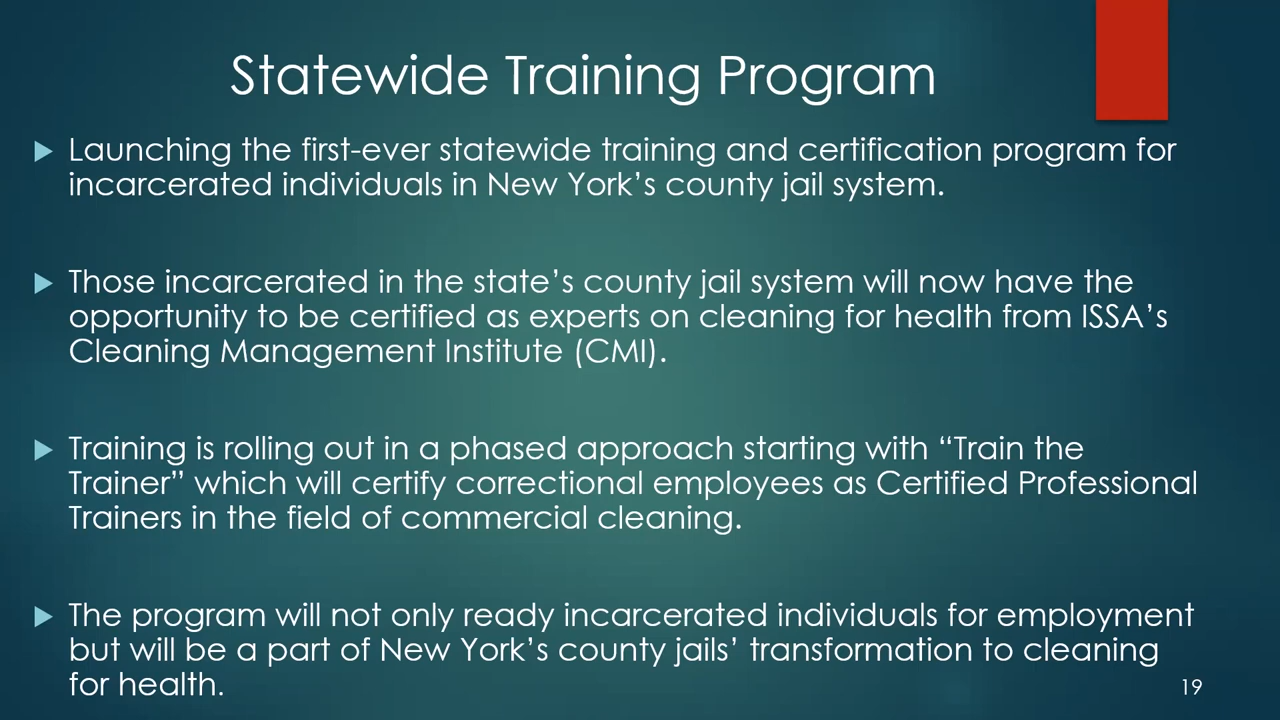 Statewide Training Program
Launching the first-ever statewide training and certification program for
incarcerated individuals in New York’s county jail system.
Those incarcerated in the state’s county jail system will now have the
opportunity to be certified as experts on cleaning for health from ISSA’s
Cleaning Management Institute (CMI).
Training is rolling out in a phased approach starting with “Train the
Trainer” which will certify correctional employees as Certified Professional
Trainers in the field of commercial cleaning.
The program will not only ready incarcerated individuals for employment
but will be a part of New York’s county jails’ transformation to cleaning
for health.
19